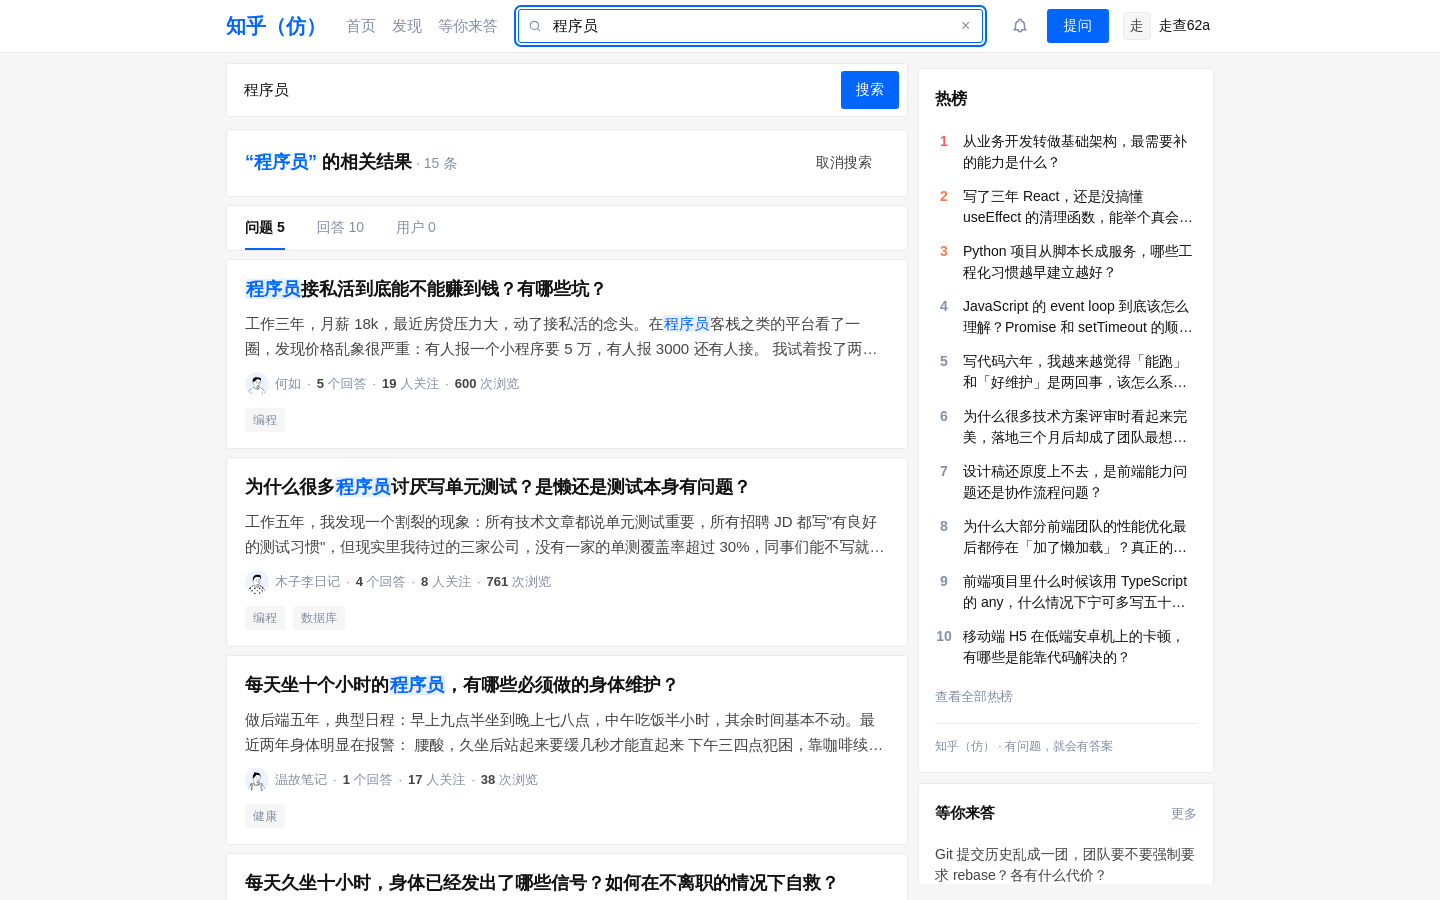 知乎（仿） 首页 发现 等你来答 程序员 × 提问 走 走查62a
程序员 搜索
“程序员” 的相关结果 · 15 条 取消搜索
问题 5 回答 10 用户 0
程序员接私活到底能不能赚到钱？有哪些坑？
工作三年，月薪 18k，最近房贷压力大，动了接私活的念头。在程序员客栈之类的平台看了一
圈，发现价格乱象很严重：有人报一个小程序要 5 万，有人报 3000 还有人接。 我试着投了两…
何如 · 5 个回答 · 19 人关注 · 600 次浏览
编程
为什么很多程序员讨厌写单元测试？是懒还是测试本身有问题？
工作五年，我发现一个割裂的现象：所有技术文章都说单元测试重要，所有招聘 JD 都写"有良好
的测试习惯"，但现实里我待过的三家公司，没有一家的单测覆盖率超过 30%，同事们能不写就…
木子李日记 · 4 个回答 · 8 人关注 · 761 次浏览
编程 数据库
每天坐十个小时的程序员，有哪些必须做的身体维护？
做后端五年，典型日程：早上九点半坐到晚上七八点，中午吃饭半小时，其余时间基本不动。最
近两年身体明显在报警： 腰酸，久坐后站起来要缓几秒才能直起来 下午三四点犯困，靠咖啡续…
温故笔记 · 1 个回答 · 17 人关注 · 38 次浏览
健康
每天久坐十小时，身体已经发出了哪些信号？如何在不离职的情况下自救？
热榜
1 从业务开发转做基础架构，最需要补
的能力是什么？
2 写了三年 React，还是没搞懂
useEffect 的清理函数，能举个真会…
3 Python 项目从脚本长成服务，哪些工
程化习惯越早建立越好？
4 JavaScript 的 event loop 到底该怎么
理解？Promise 和 setTimeout 的顺…
5 写代码六年，我越来越觉得「能跑」
和「好维护」是两回事，该怎么系…
6 为什么很多技术方案评审时看起来完
美，落地三个月后却成了团队最想…
7 设计稿还原度上不去，是前端能力问
题还是协作流程问题？
8 为什么大部分前端团队的性能优化最
后都停在「加了懒加载」？真正的…
9 前端项目里什么时候该用 TypeScript
的 any，什么情况下宁可多写五十…
10 移动端 H5 在低端安卓机上的卡顿，
有哪些是能靠代码解决的？
查看全部热榜
知乎（仿） · 有问题，就会有答案
等你来答 更多
Git 提交历史乱成一团，团队要不要强制要
求 rebase？各有什么代价？